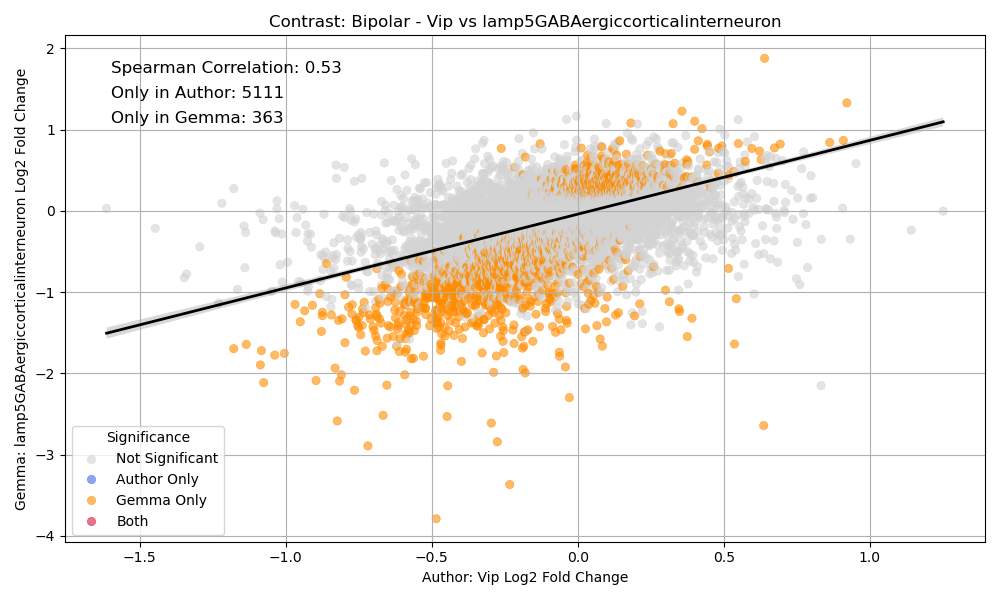 Contrast: Bipolar - Vip vs lamp5GABAergiccorticalinterneuron
Spearman Correlation: 0.53
Only in Author: 5111
Only in Gemma: 363
Gemma: lamp5GABAergiccorticalinterneuron Log2 Fold Change
2
1
0
−1
−2
−3
−4
Significance
Not Significant
Author Only
Gemma Only
Both
−1.5
−1.0
−0.5
0.0
0.5
1.0
Author: Vip Log2 Fold Change